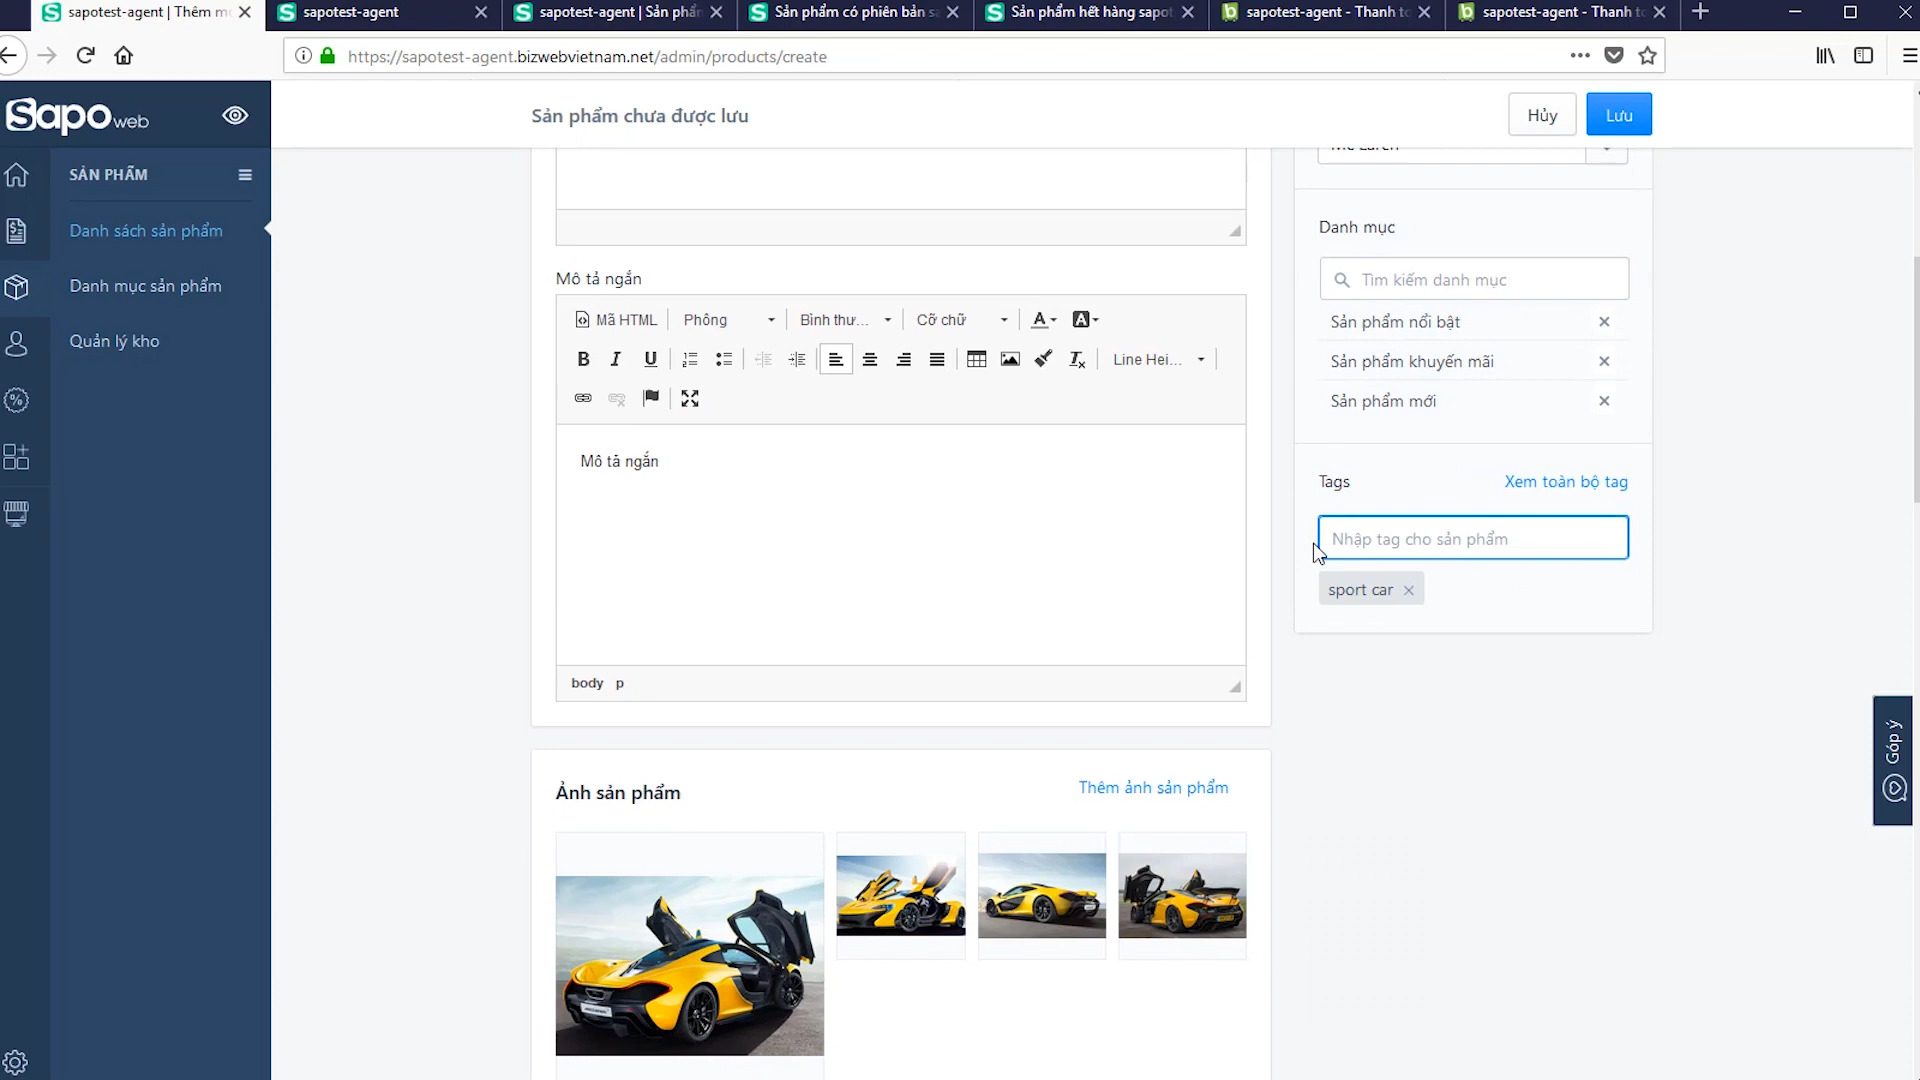 sapotest-agent | Thêm mo
sapotest-agent
sapotest-agent | Sản phẩn
Sản phẩm có phiên bản sa
Sản phẩm hết hàng sapot
sapotest-agent - Thanh to
sapotest-agent - Thanh to
https://sapotest-agent.bizwebvietnam.net/admin/products/create
Sapo web
Sản phẩm chưa được lưu
Hủy
Lưu
SẢN PHẨM
Danh sách sản phẩm
Danh mục sản phẩm
Quản lý kho
Mô tả ngắn
Mã HTML
Phông
Bình thư...
Cỡ chữ
A
A
B I U
Line Hei...
Mô tả ngắn
body p
Ảnh sản phẩm
Thêm ảnh sản phẩm
Danh mục
Tìm kiếm danh mục
Sản phẩm nổi bật
Sản phẩm khuyến mãi
Sản phẩm mới
Tags
Xem toàn bộ tag
Nhập tag cho sản phẩm
sport car
Góp ý